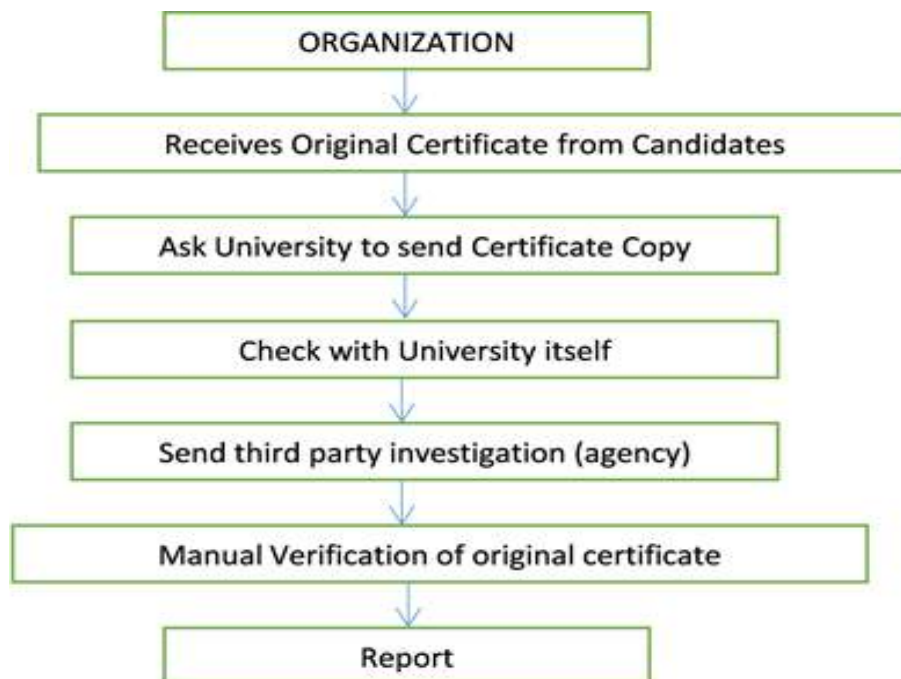 ORGANIZATION
Receives Original Certificate from Candidates
Ask University to send Certificate Copy
Check with University itself
Send third party investigation (agency)
Manual Verification of original certificate
Report